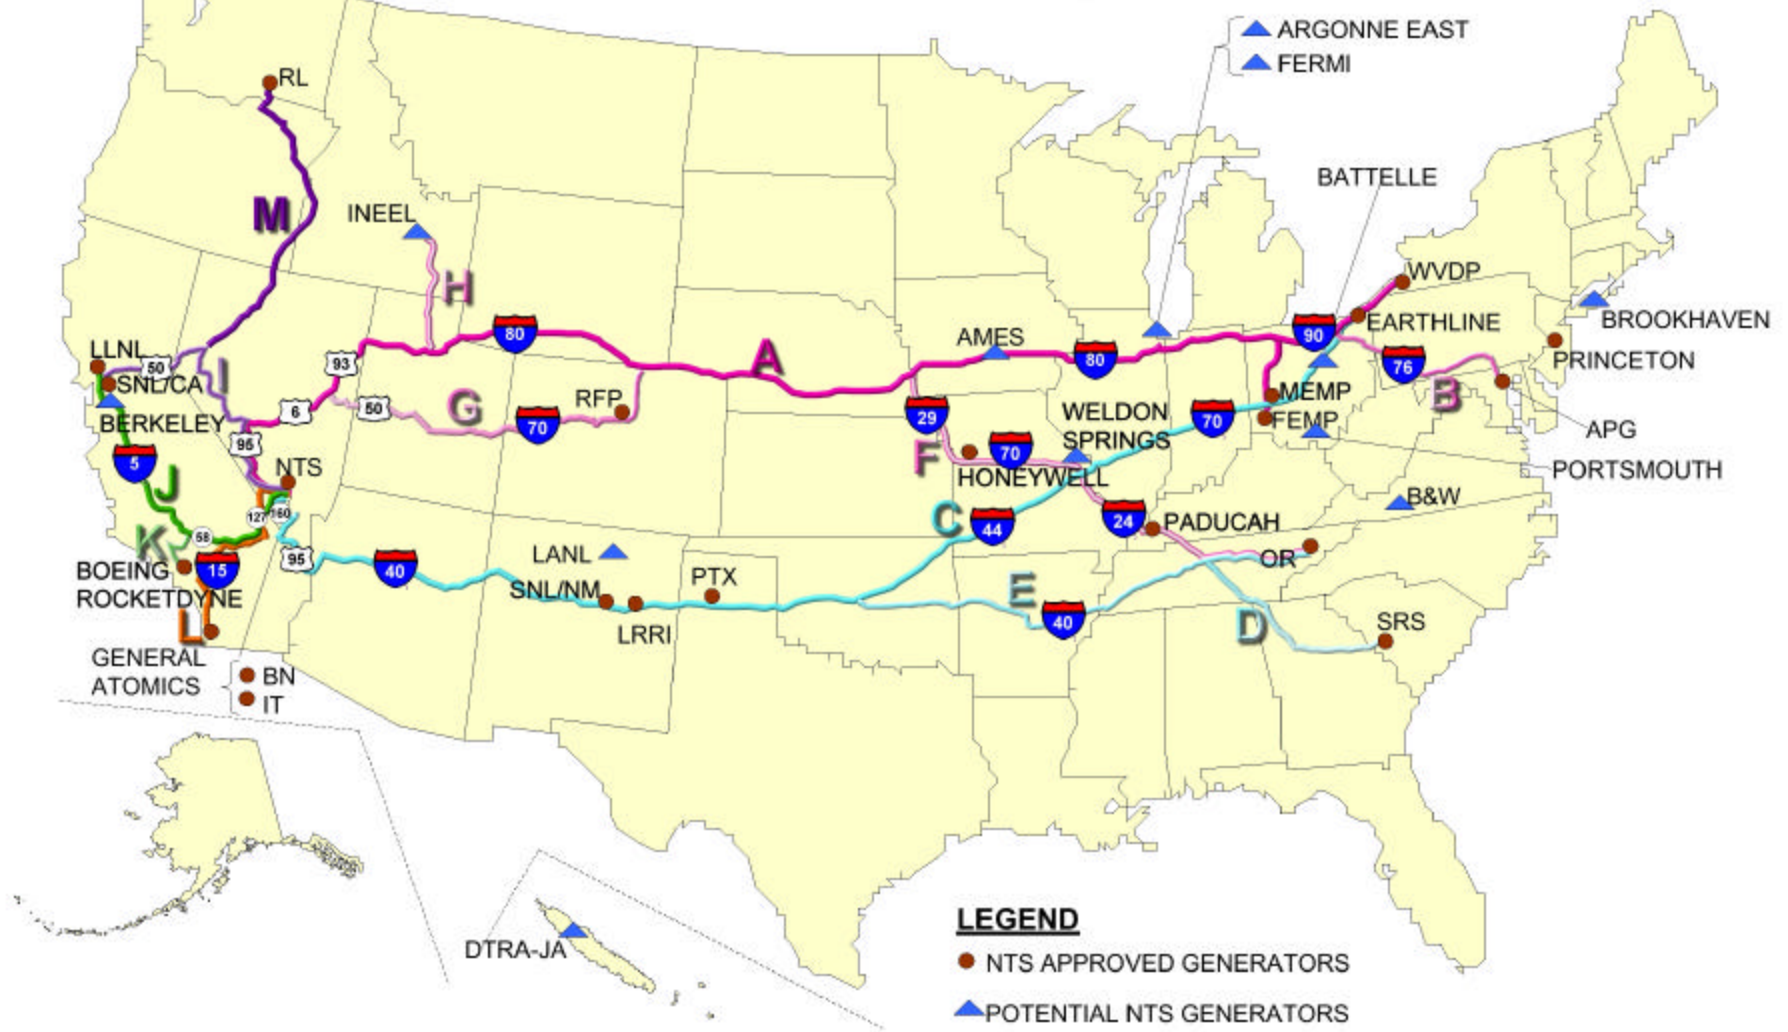 ARGONNE EAST
FERMI
RL
BATTELLE
M
INEEL
H
WVDP
BROOKHAVEN
80
AMES
90
EARTHLINE
LLNL
50
93
A
80
76
PRINCETON
SNL/CA
I
6
50
G
70
RFP
29
WELDON
SPRINGS
70
MEMP
FEMP
B
BERKELEY
95
APG
5
J
NTS
F
70
HONEYWELL
PORTSMOUTH
127
160
C
44
24
PADUCAH
B&W
K
58
95
OR
BOEING
ROCKETDYNE
15
40
LANL
SNL/NM
PTX
E
40
D
L
LRRI
SRS
GENERAL
ATOMICS
BN
IT
DTRA-JA
LEGEND
NTS APPROVED GENERATORS
POTENTIAL NTS GENERATORS